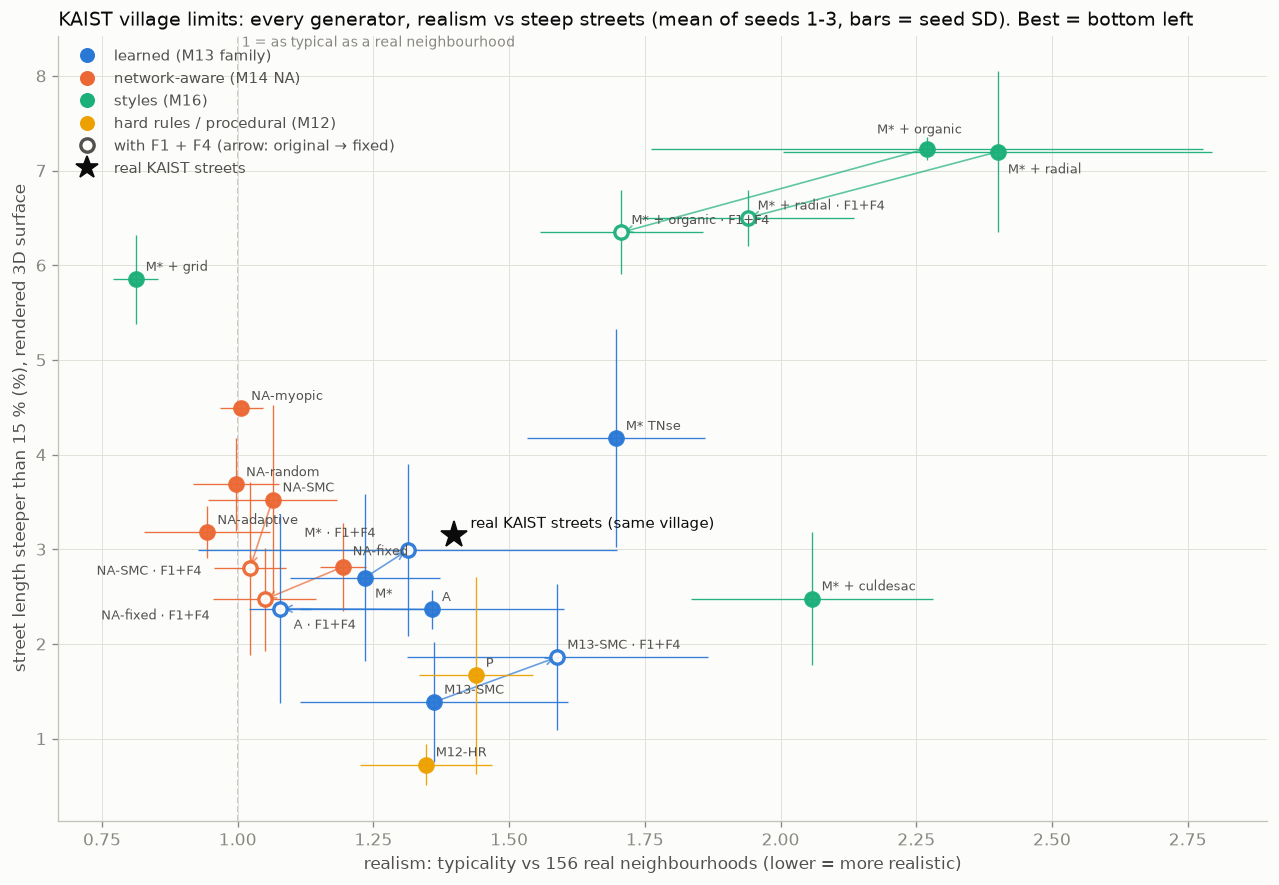 KAIST village limits: every generator, realism vs steep streets (mean of seeds 1-3, bars = seed SD). Best = bottom left
1 = as typical as a real neighbourhood
learned (M13 family)
network-aware (M14 NA)
styles (M16)
hard rules / procedural (M12)
with F1 + F4 (arrow: original → fixed)
real KAIST streets
street length steeper than 15 % (%), rendered 3D surface
8
7
6
5
4
3
2
1
M* + organic
M* + radial
M* + radial · F1+F4
M* + organic · F1+F4
M* + grid
NA-myopic
M* TNse
NA-random
NA-SMC
NA-adaptive
real KAIST streets (same village)
M* · F1+F4
NA-fixed
NA-SMC · F1+F4
M*
M* + culdesac
A
NA-fixed · F1+F4
A · F1+F4
M13-SMC · F1+F4
P
M13-SMC
M12-HR
0.75
1.00
1.25
1.50
1.75
2.00
2.25
2.50
2.75
realism: typicality vs 156 real neighbourhoods (lower = more realistic)